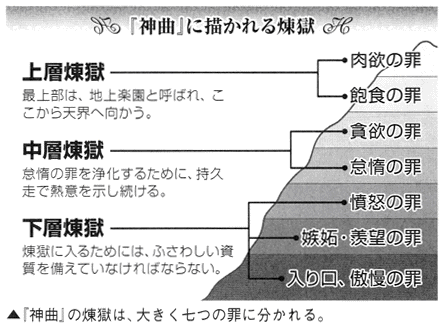 『神曲』に描かれる煉獄
上層煉獄
最上部は、地上楽園と呼ばれ、こ
こから天界へ向かう。
肉欲の罪
飽食の罪
中層煉獄
怠惰の罪を浄化するために、持久
走で熱意を示し続ける。
貪欲の罪
怠惰の罪
下層煉獄
煉獄に入るためには、ふさわしい資
質を備えていなければならない。
憤怒の罪
嫉妬・羨望の罪
入り口、傲慢の罪
▲『神曲』の煉獄は、大きく七つの罪に分かれる。